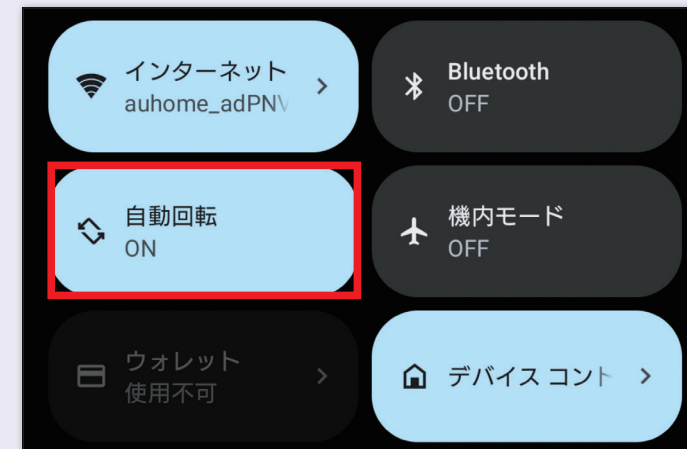 インターネット
auhome_adPNV
Bluetooth
OFF
自動回転
ON
機内モード
OFF
ウォレット
使用不可
デバイス コント